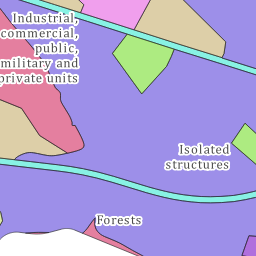 Industrial,
commercial,
public,
military and
private units
Isolated
structures
Forests